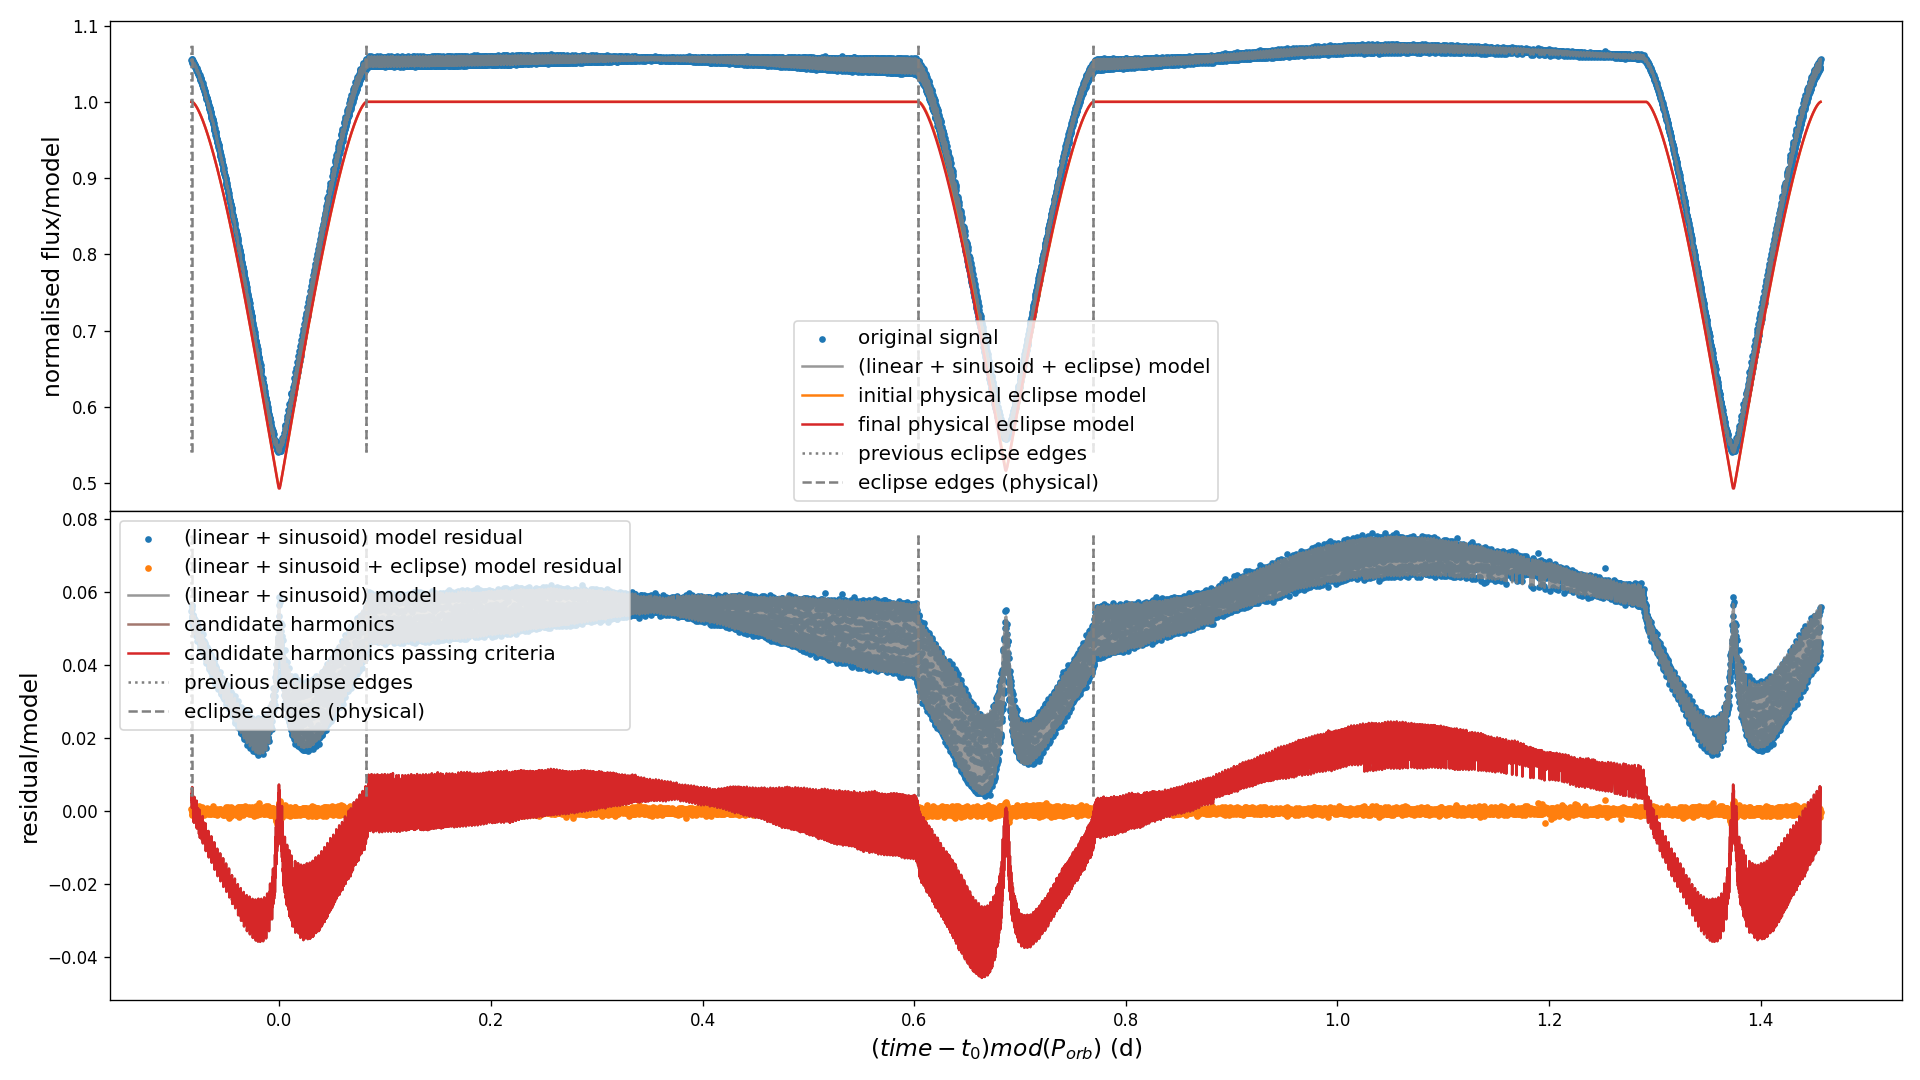 1.1
1.0
0.9
0.8
0.7
0.6
0.5
normalised flux/model
original signal
(linear + sinusoid + eclipse) model
initial physical eclipse model
final physical eclipse model
previous eclipse edges
eclipse edges (physical)
0.08
0.06
0.04
0.02
0.00
−0.02
−0.04
residual/model
(linear + sinusoid) model residual
(linear + sinusoid + eclipse) model residual
(linear + sinusoid) model
candidate harmonics
candidate harmonics passing criteria
previous eclipse edges
eclipse edges (physical)
0.0 0.2 0.4 0.6 0.8 1.0 1.2 1.4
(time − t₀)mod(Pₒᵣb) (d)